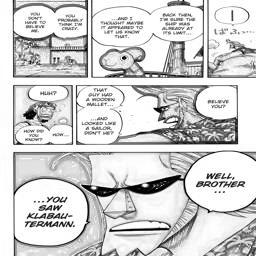 BACK THEN,
I'M SURE THE
SHIP WAS
ALREADY AT
ITS LIMIT...
...AND I
THOUGHT MAYBE
IT APPEARED
TO LET US KNOW
THAT.
YOU
PROBABLY
THINK I'M
CRAZY.
YOU
DON'T
HAVE TO
BELIEVE
ME.
BELIEVE
YOU?
THAT
GUY HAD A
WOODEN
MALLET...
...AND
LOOKED LIKE
A SAILOR,
DIDN'T HE?
HUH?
HOW...
HOW DID
YOU
KNOW?
WELL,
BROTHER
...
...YOU
SAW
KLABAU-
TERMANN.